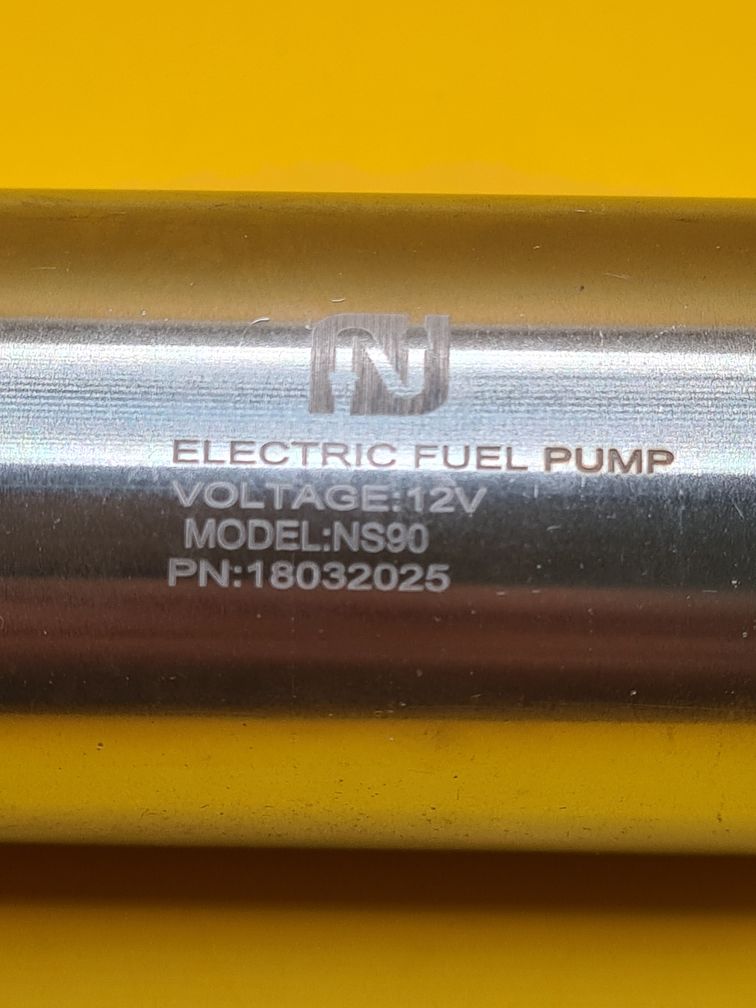 N
ELECTRIC FUEL PUMP
VOLTAGE:12V
MODEL:NS90
PN:18032025